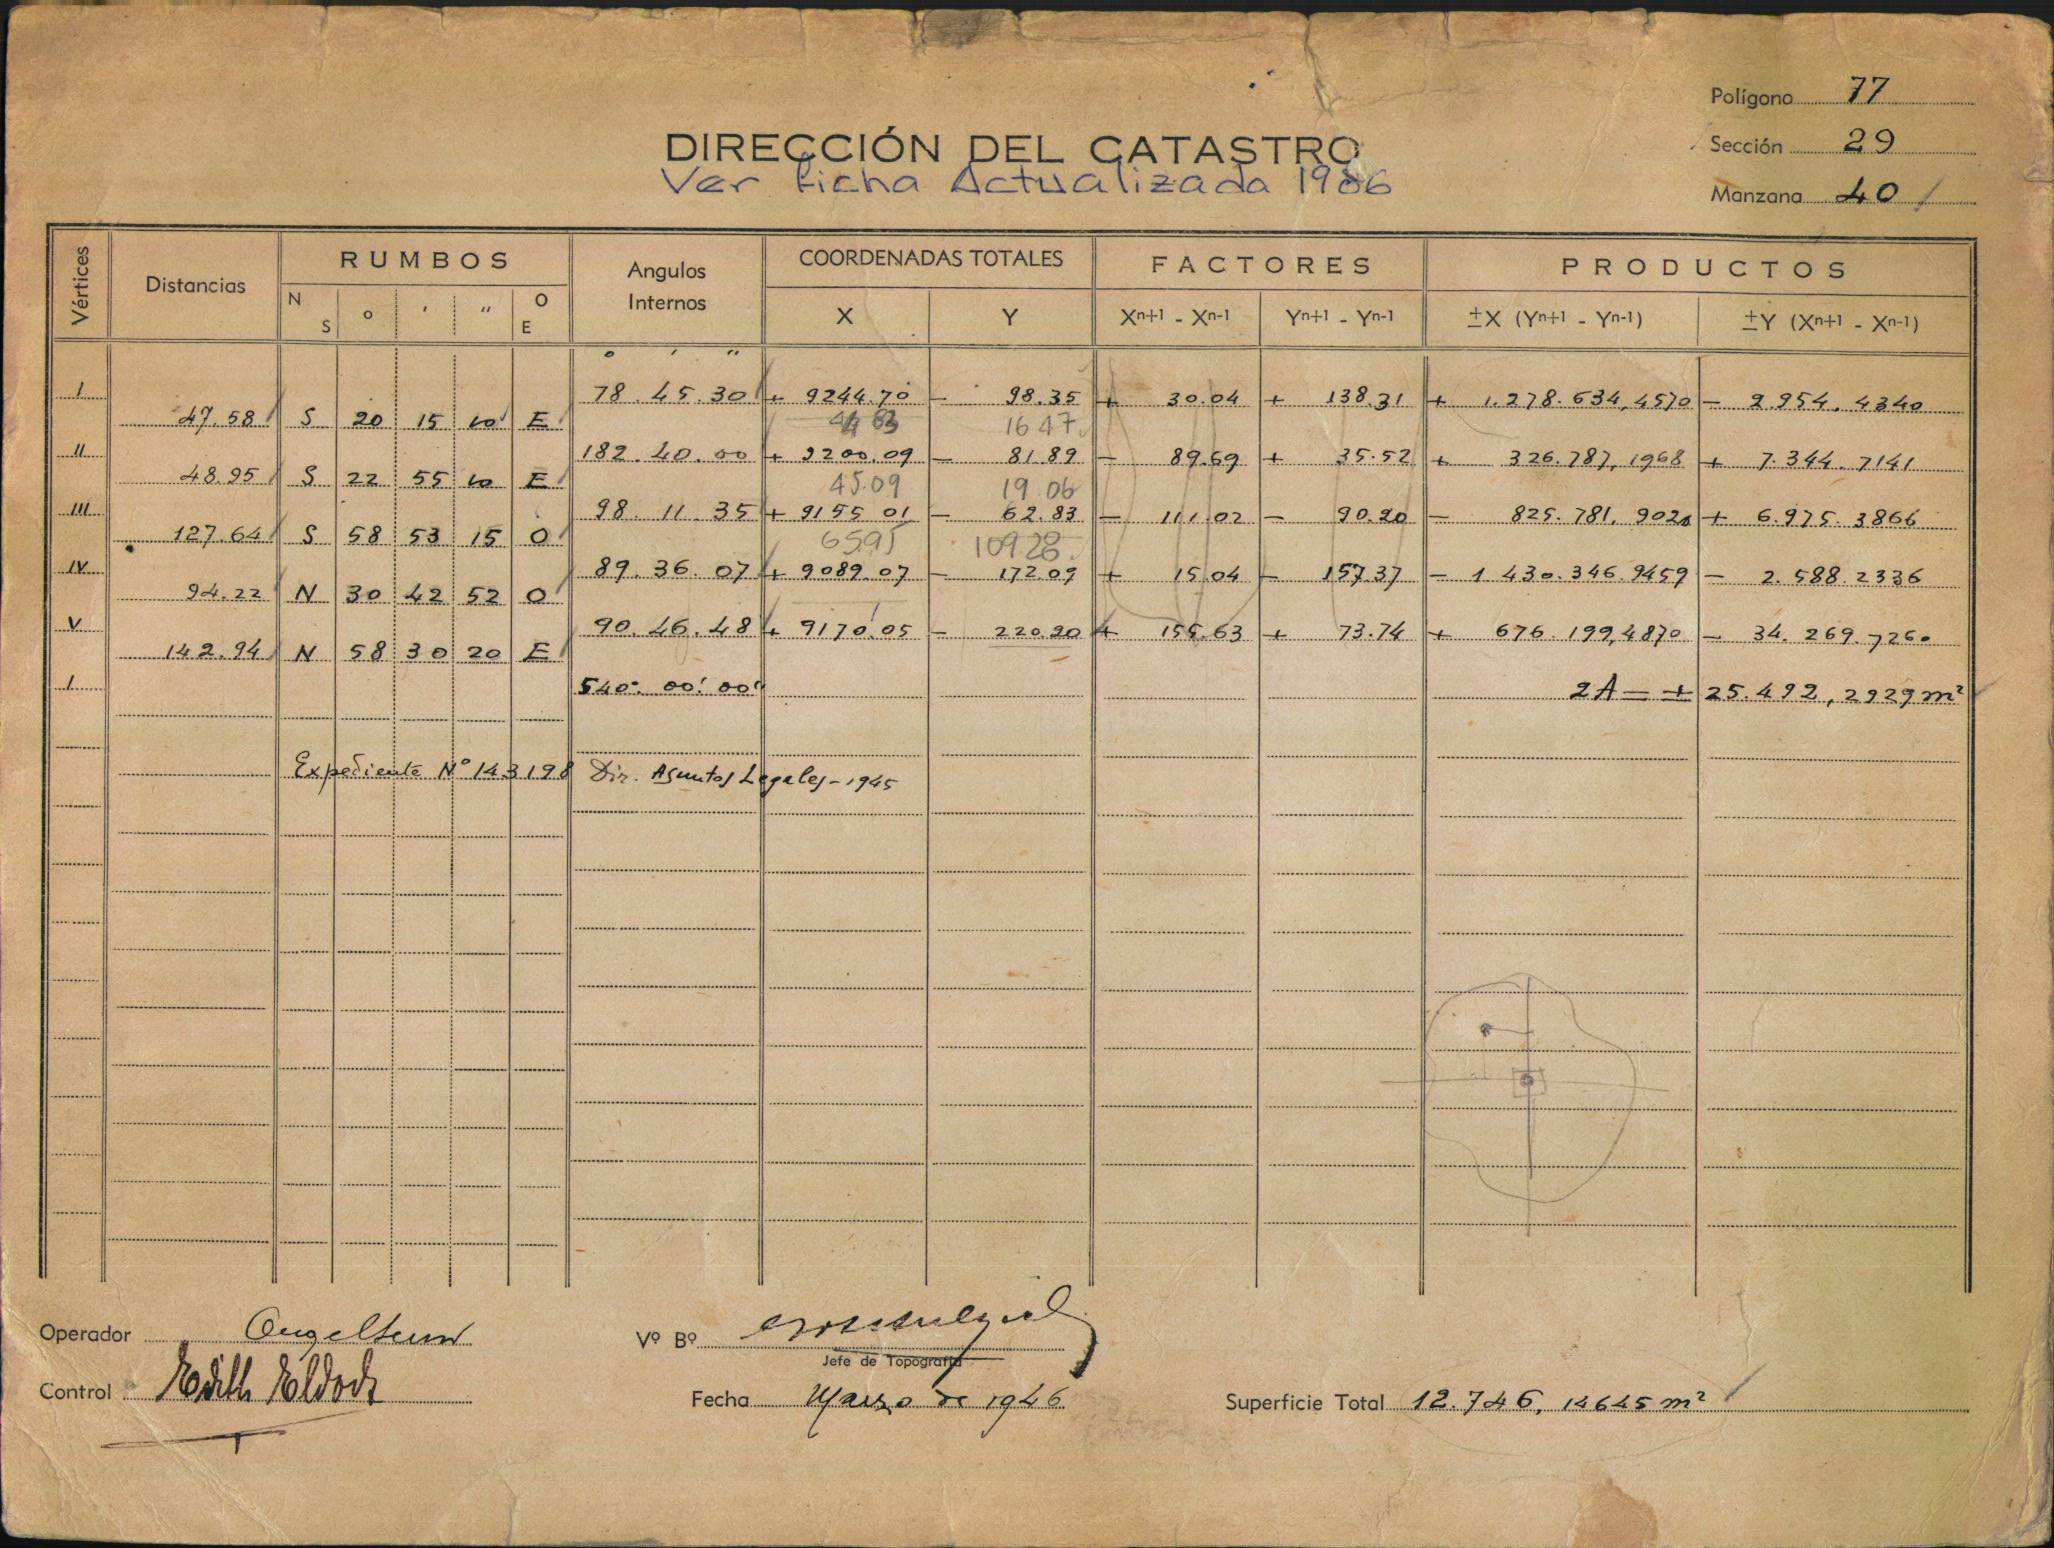 Polígono 77
DIRECCIÓN DEL CATASTRO
Sección 29
Ver Ficha Actualizada 1986
Manzana 40
Vértices Distancias RUMBOS Angulos Internos COORDENADAS TOTALES FACTORES PRODUCTOS
N S ° ' " O E X Y Xⁿ⁺¹ - Xⁿ⁻¹ Yⁿ⁺¹ - Yⁿ⁻¹ ±X (Yⁿ⁺¹ - Yⁿ⁻¹) ±Y (Xⁿ⁺¹ - Xⁿ⁻¹)
° ' "
I 78.45.30 + 9244.70 - 98.35 + 30.04 + 138.31 + 1.278.634,4570 - 2.954.4340
47.58 S 20 15 10 E 16 47
II 182.40.00 + 9200.09 - 81.89 - 89.69 + 35.52 + 326.787,1968 + 7.344.7141
48.95 S 22 55 10 E 45.09 19.06
III 98.11.35 + 9155.01 - 62.83 - 111.02 - 90.20 - 825.781,902 + 6.975.3866
127.64 S 58 53 15 O 65.95 109.28
IV 89.36.07 + 9089.07 - 172.09 + 15.04 - 157.37 - 1 430.346.9459 - 2.588.2336
94.22 N 30 42 52 O
V 90.46.48 + 9170.05 - 220.20 + 155.63 + 73.74 + 676.199,4870 - 34.269.7260
142.94 N 58 30 20 E
I 540° 00' 00" 2A = + 25.492,2929 m²
Expediente Nº 143198 Dir. Asuntos Legales - 1945
Operador
Vº Bº
Jefe de Topografía
Control Edith
Fecha Marzo de 1946
Superficie Total 12.746,14645 m²